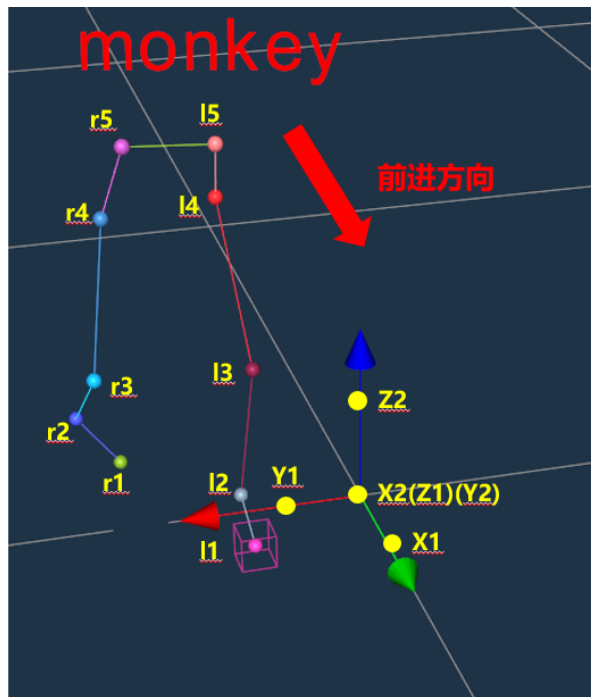 monkey
r5
l5
前进方向
r4
l4
l3
r3
Z2
r2
r1
l2
Y1
X2(Z1)(Y2)
l1
X1